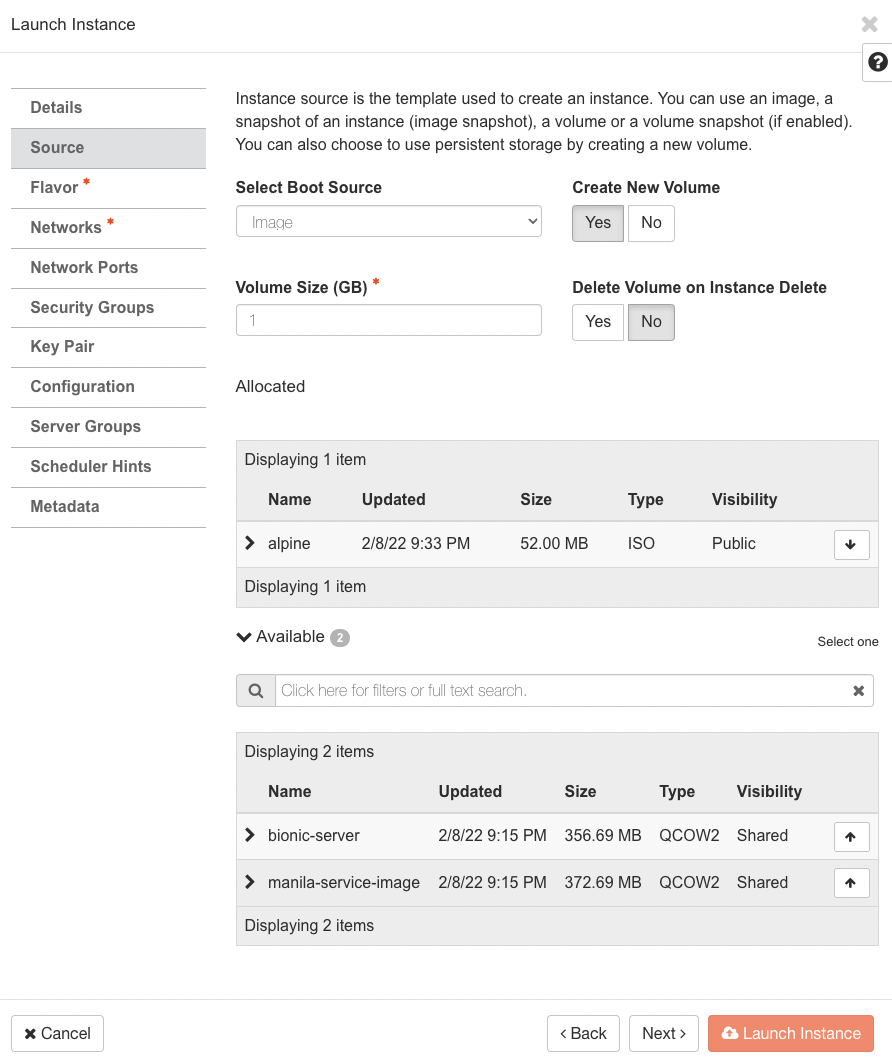 Launch Instance
Details
Source
Flavor *
Networks *
Network Ports
Security Groups
Key Pair
Configuration
Server Groups
Scheduler Hints
Metadata
Instance source is the template used to create an instance. You can use an image, a
snapshot of an instance (image snapshot), a volume or a volume snapshot (if enabled).
You can also choose to use persistent storage by creating a new volume.
Select Boot Source
Image
Create New Volume
Yes No
Volume Size (GB) *
1
Delete Volume on Instance Delete
Yes No
Allocated
Displaying 1 item
Name Updated Size Type Visibility
alpine 2/8/22 9:33 PM 52.00 MB ISO Public
Displaying 1 item
Available 2
Select one
Click here for filters or full text search.
Displaying 2 items
Name Updated Size Type Visibility
bionic-server 2/8/22 9:15 PM 356.69 MB QCOW2 Shared
manila-service-image 2/8/22 9:15 PM 372.69 MB QCOW2 Shared
Displaying 2 items
Cancel
< Back
Next >
Launch Instance